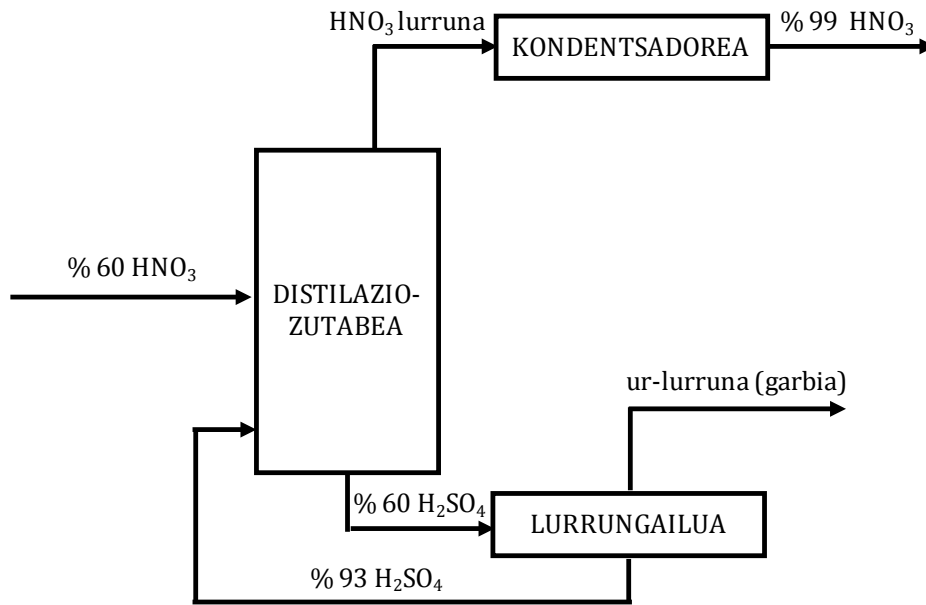 HNO₃ lurruna
KONDENTSADOREA
% 99 HNO₃
% 60 HNO₃
DISTILAZIO-
ZUTABEA
ur-lurruna (garbia)
% 60 H₂SO₄
LURRUNGAILUA
% 93 H₂SO₄